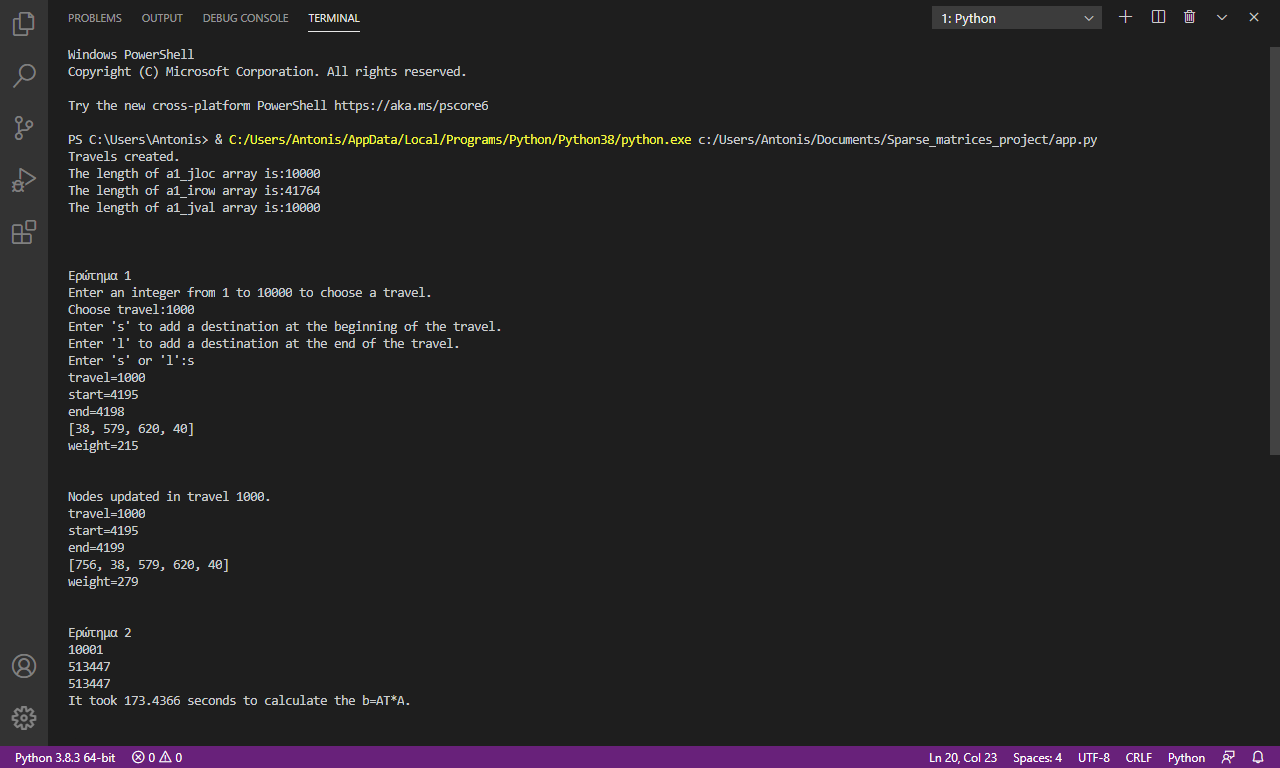 PROBLEMS OUTPUT DEBUG CONSOLE TERMINAL 1: Python
Windows PowerShell
Copyright (C) Microsoft Corporation. All rights reserved.
Try the new cross-platform PowerShell https://aka.ms/pscore6
PS C:\Users\Antonis> & C:/Users/Antonis/AppData/Local/Programs/Python/Python38/python.exe c:/Users/Antonis/Documents/Sparse_matrices_project/app.py
Travels created.
The length of a1_jloc array is:10000
The length of a1_irow array is:41764
The length of a1_jval array is:10000
Ερώτημα 1
Enter an integer from 1 to 10000 to choose a travel.
Choose travel:1000
Enter 's' to add a destination at the beginning of the travel.
Enter 'l' to add a destination at the end of the travel.
Enter 's' or 'l':s
travel=1000
start=4195
end=4198
[38, 579, 620, 40]
weight=215
Nodes updated in travel 1000.
travel=1000
start=4195
end=4199
[756, 38, 579, 620, 40]
weight=279
Ερώτημα 2
10001
513447
513447
It took 173.4366 seconds to calculate the b=AT*A.
Python 3.8.3 64-bit 0 0 Ln 20, Col 23 Spaces: 4 UTF-8 CRLF Python